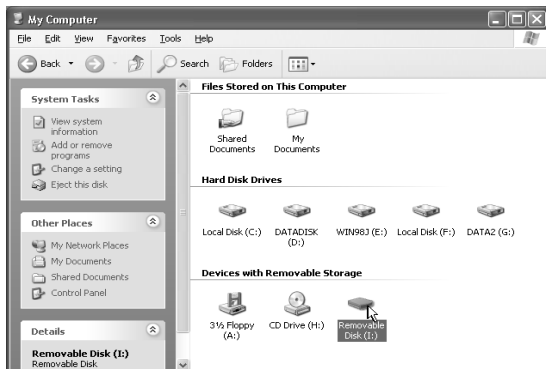 My Computer
File Edit View Favorites Tools Help
Back Search Folders
System Tasks
View system
information
Add or remove
programs
Change a setting
Eject this disk
Other Places
My Network Places
My Documents
Shared Documents
Control Panel
Details
Removable Disk (I:)
Removable Disk
Files Stored on This Computer
Shared
Documents
My
Documents
Hard Disk Drives
Local Disk (C:)
DATADISK
(D:)
WIN98J (E:)
Local Disk (F:)
DATA2 (G:)
Devices with Removable Storage
3½ Floppy
(A:)
CD Drive (H:)
Removable
Disk (I:)